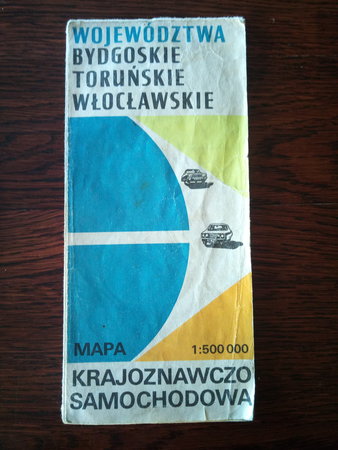 WOJEWÓDZTWA
BYDGOSKIE
TORUŃSKIE
WŁOCŁAWSKIE
MAPA 1:500 000
KRAJOZNAWCZO
SAMOCHODOWA